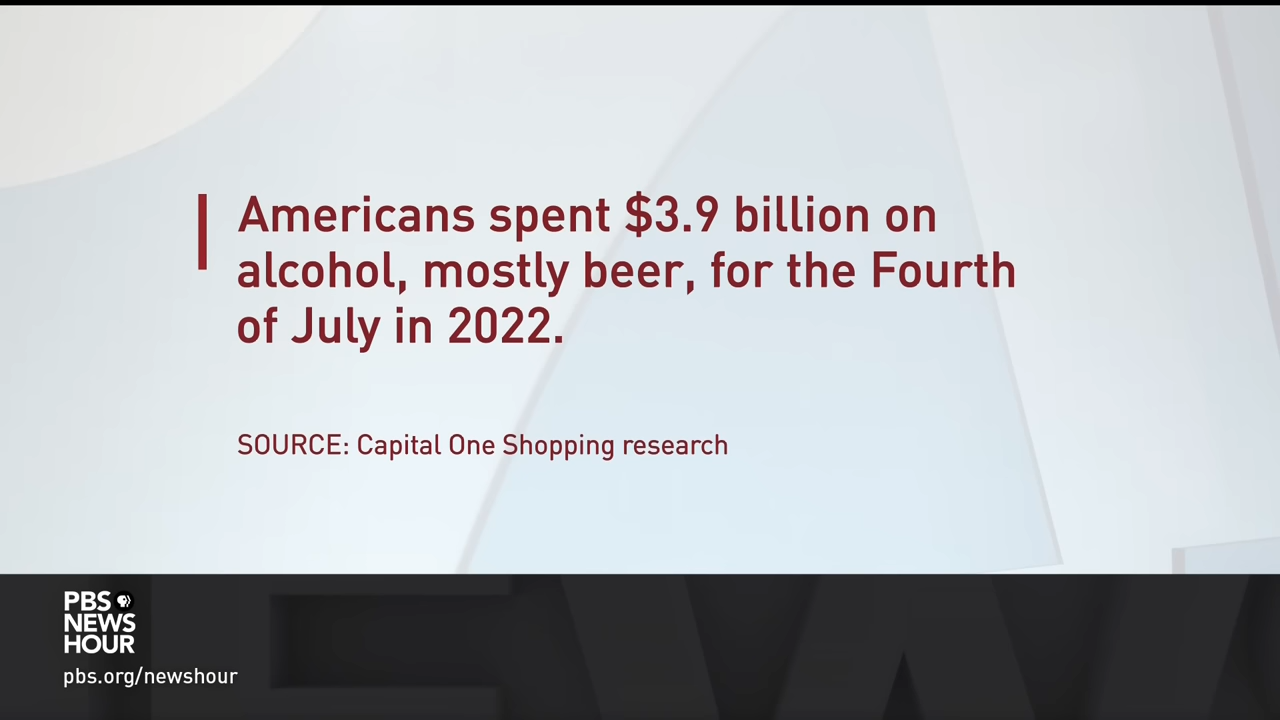 Americans spent $3.9 billion on
alcohol, mostly beer, for the Fourth
of July in 2022.
SOURCE: Capital One Shopping research
PBS
NEWS
HOUR
pbs.org/newshour